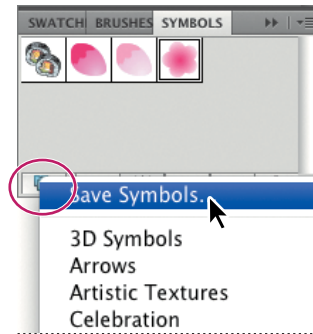 SWATCH BRUSHES SYMBOLS
Save Symbols...
3D Symbols
Arrows
Artistic Textures
Celebration